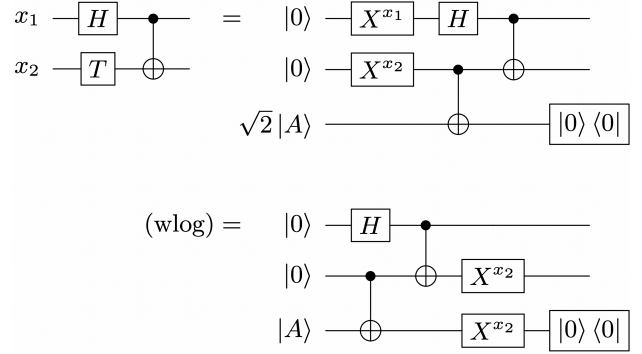 x₁ H = |0⟩ X^{x₁} H
x₂ T |0⟩ X^{x₂}
√2 |A⟩ |0⟩ ⟨0|
(wlog) = |0⟩ H
|0⟩ X^{x₂}
|A⟩ X^{x₂} |0⟩ ⟨0|